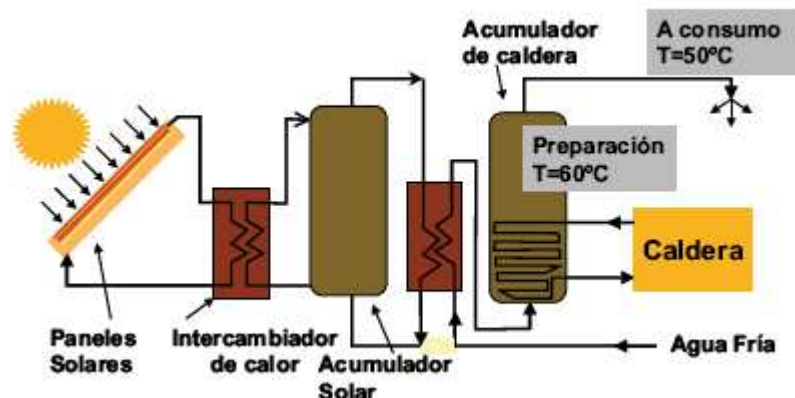 Acumulador
de caldera
A consumo
T=50ºC
Preparación
T=60ºC
Caldera
Paneles
Solares
Intercambiador
de calor
Acumulador
Solar
Agua Fría